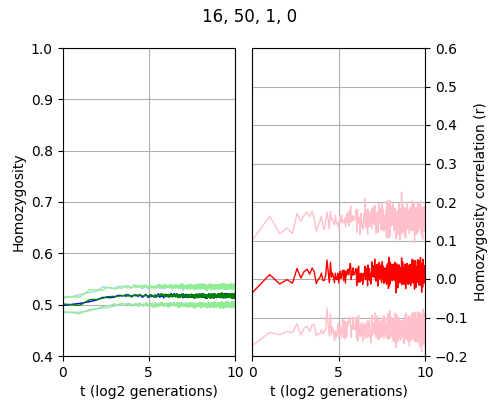 16, 50, 1, 0
1.0
0.9
0.8
0.7
0.6
0.5
0.4
Homozygosity
0 5 10
t (log2 generations)
0.6
0.5
0.4
0.3
0.2
0.1
0.0
−0.1
−0.2
Homozygosity correlation (r)
0 5 10
t (log2 generations)